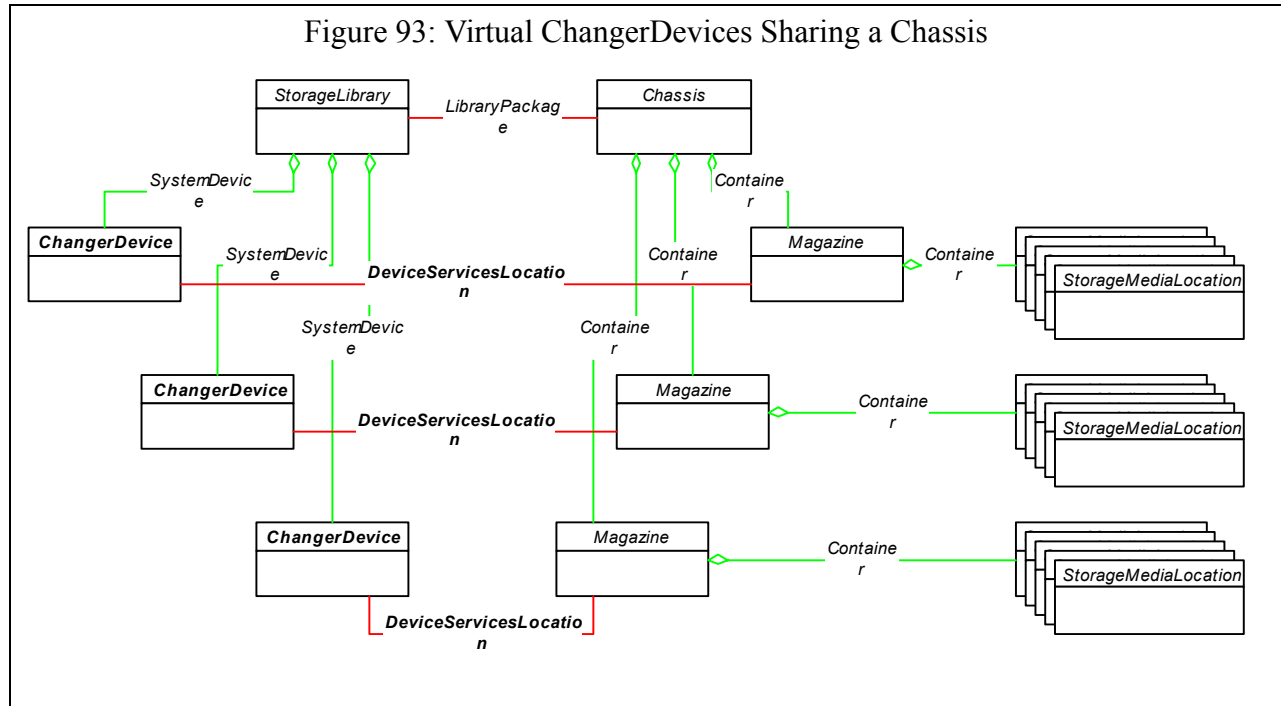 Figure 93: Virtual ChangerDevices Sharing a Chassis
StorageLibrary
LibraryPackag
e
Chassis
SystemDevic
e
Containe
r
ChangerDevice
SystemDevic
e
DeviceServicesLocatio
n
Containe
r
Magazine
Containe
r
StorageMediaLocation
SystemDevic
e
Containe
r
ChangerDevice
DeviceServicesLocatio
n
Magazine
Containe
r
StorageMediaLocation
ChangerDevice
Magazine
Containe
r
StorageMediaLocation
DeviceServicesLocatio
n